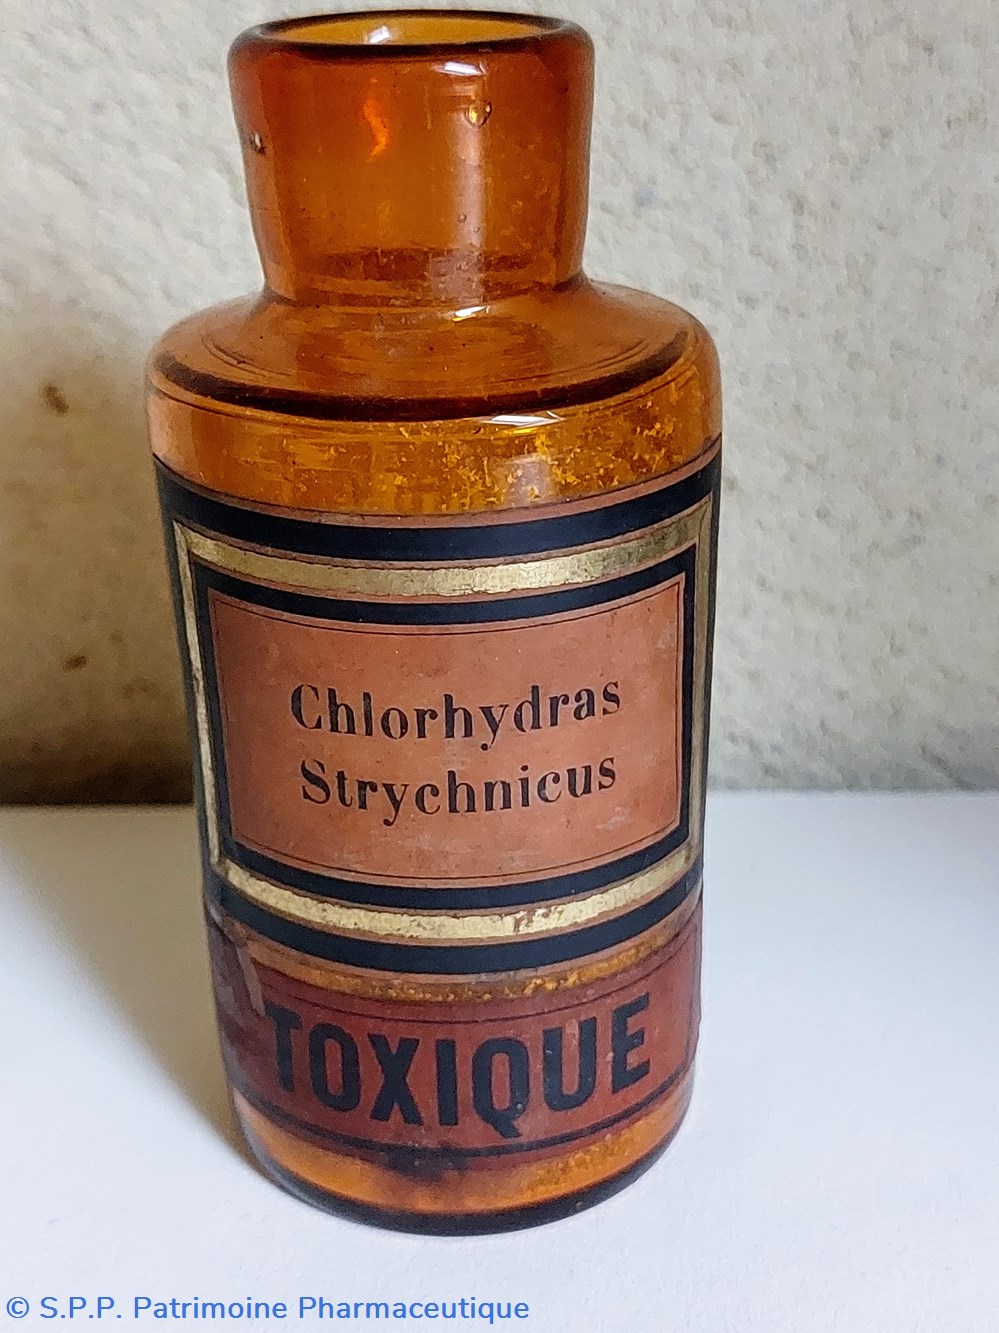 Chlorhydras
Strychnicus
TOXIQUE
© S.P.P. Patrimoine Pharmaceutique